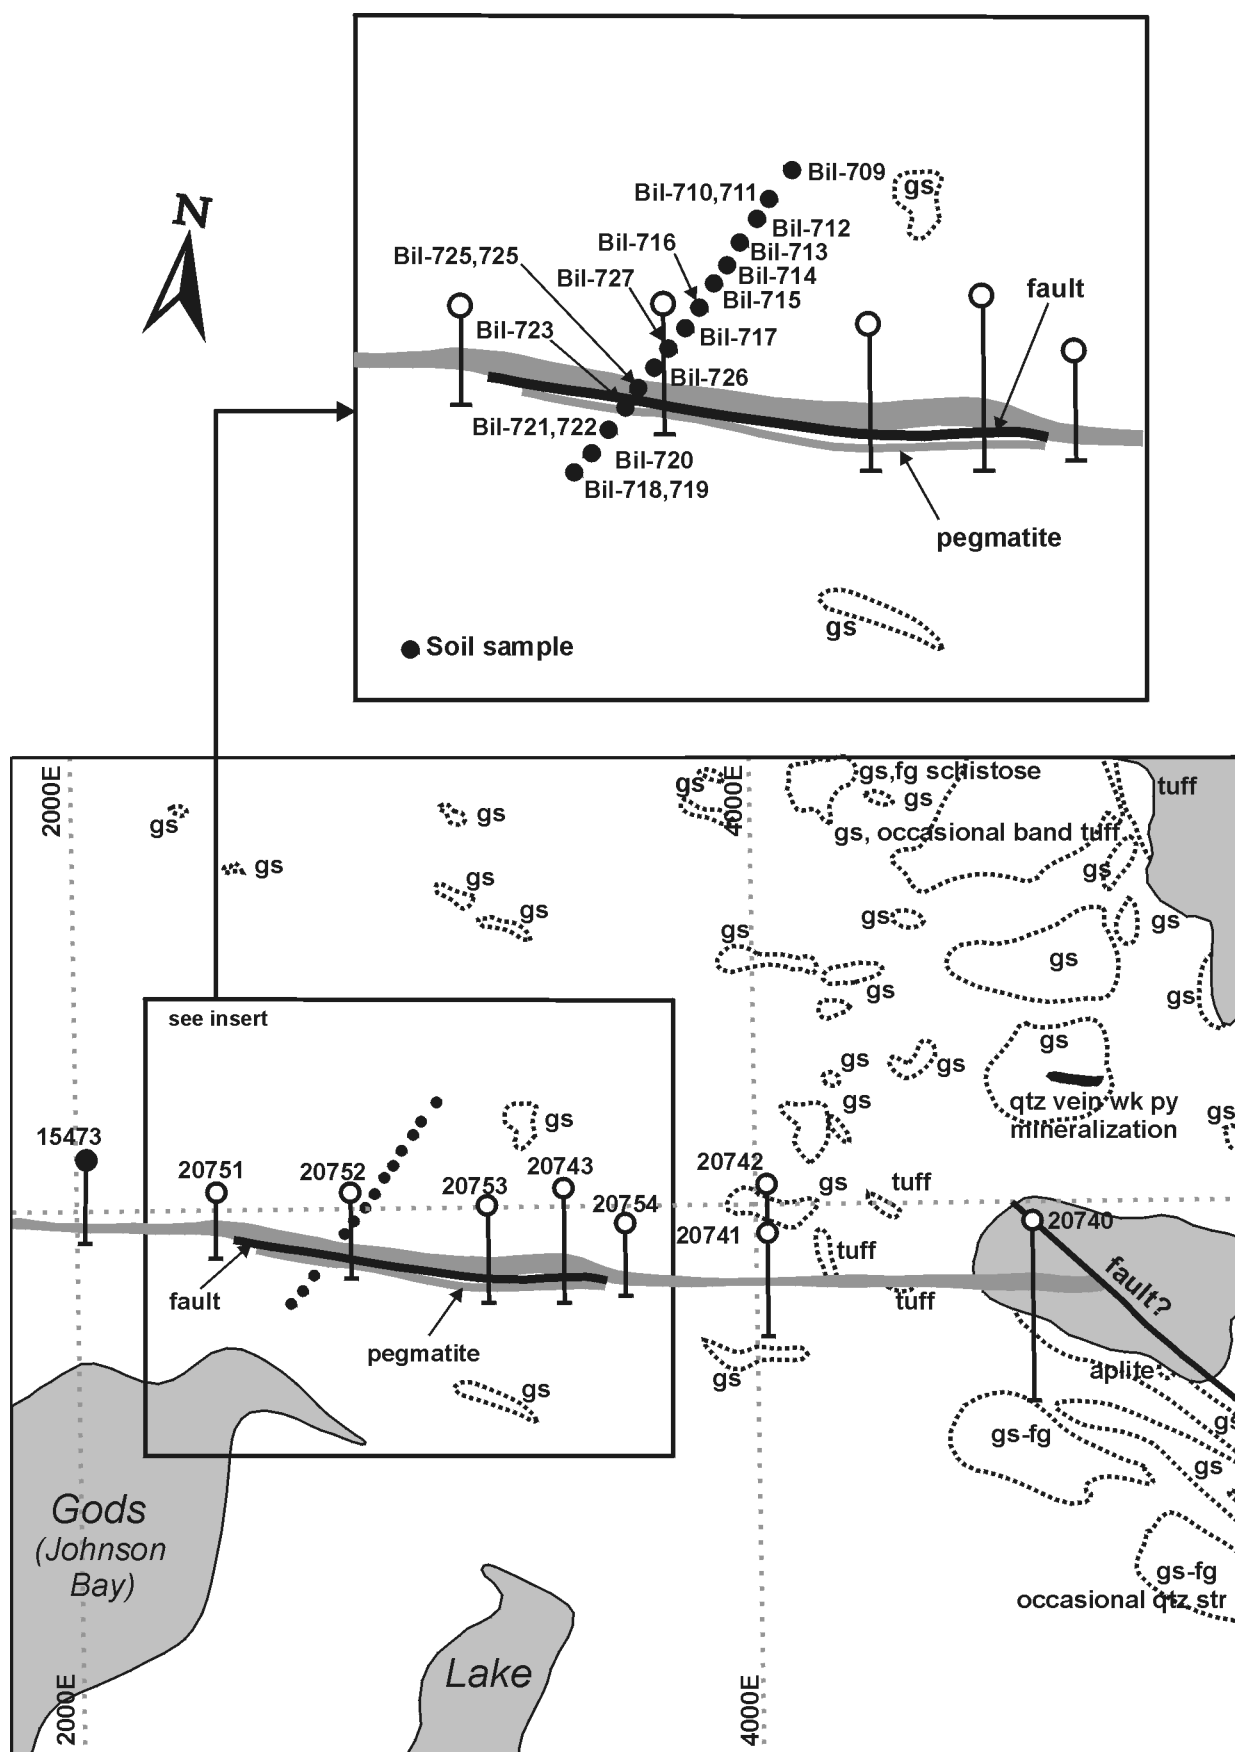 N
Bil-709
gs
Bil-710,711
Bil-712
Bil-716
Bil-713
Bil-725,725
Bil-714
Bil-727
Bil-715
fault
Bil-723
Bil-717
Bil-726
Bil-721,722
Bil-720
Bil-718,719
pegmatite
gs
Soil sample
2000E
4000E
gs
gs
gs
gs
gs
gs
gs
gs,fg schistose
gs
tuff
gs, occasional band tuff
gs
gs
gs
gs
gs
gs
gs
see insert
gs
gs
gs
gs
qtz vein wk py
mineralization
gs
15473
gs
20751
20752
20753
20743
20754
20742
gs
tuff
20741
tuff
20740
fault?
tuff
fault
pegmatite
gs
gs
aplite
gs
gs-fg
gs
gs-fg
occasional qtz str
Gods
(Johnson
Bay)
Lake
2000E
4000E